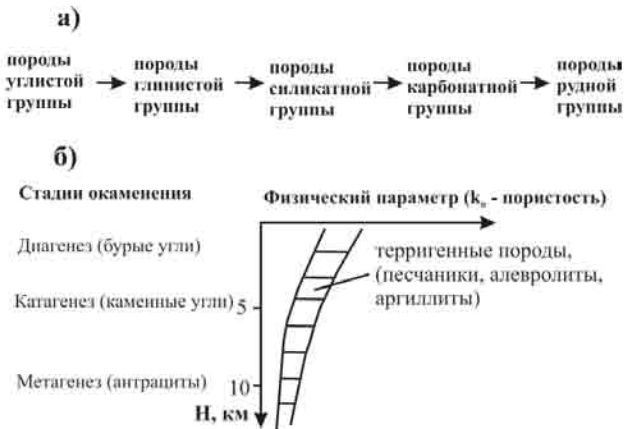 а)
породы углистой группы
породы глинистой группы
породы силикатной группы
породы карбонатной группы
породы рудной группы
б)
Стадии окаменения
Физический параметр (kп - пористость)
Диагенез (бурые угли)
терригенные породы,
(песчаники, алевролиты,
аргиллиты)
Катагенез (каменные угли)
5
Метагенез (антрациты)
10
Н, км